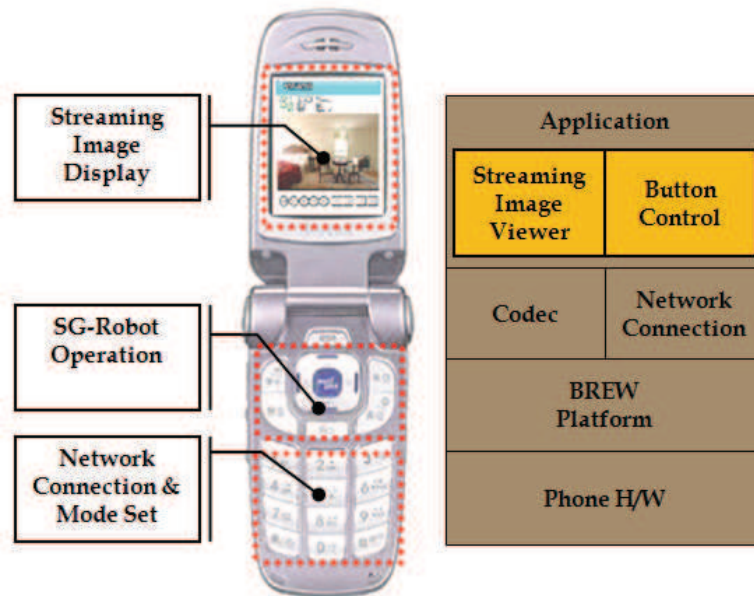 Streaming
Image
Display
SG-Robot
Operation
Network
Connection &
Mode Set
Application
Streaming
Image
Viewer
Button
Control
Codec
Network
Connection
BREW
Platform
Phone H/W